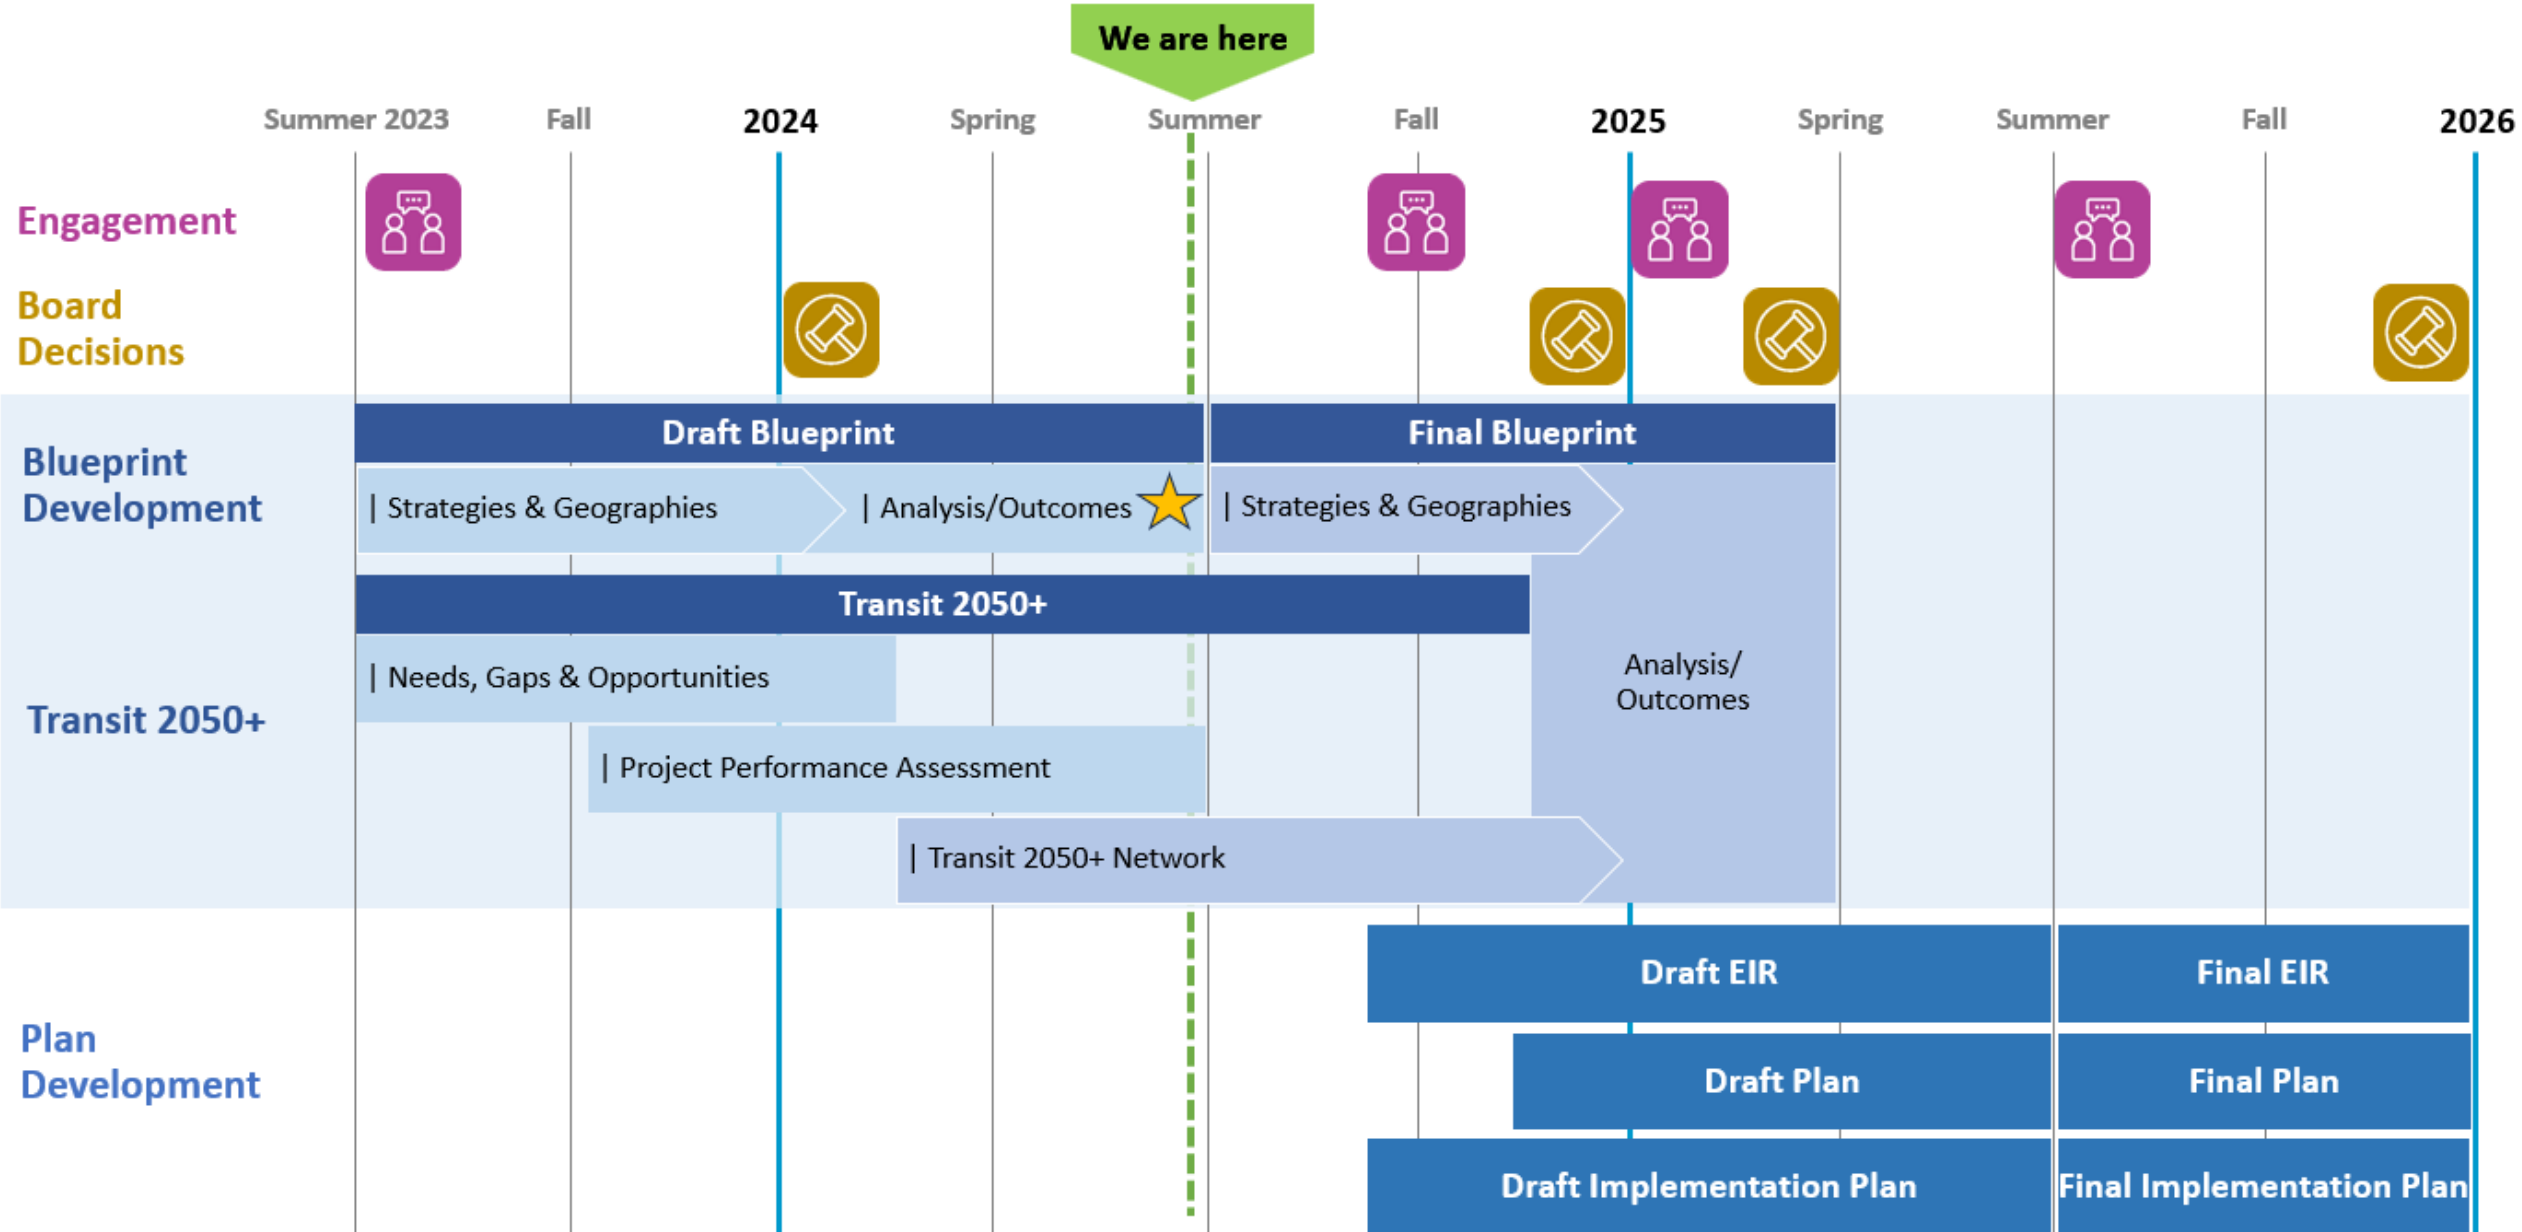 We are here
Summer 2023 Fall 2024 Spring Summer Fall 2025 Spring Summer Fall 2026
Engagement
Board
Decisions
Blueprint
Development
Draft Blueprint
Final Blueprint
| Strategies & Geographies
| Analysis/Outcomes
| Strategies & Geographies
Transit 2050+
Transit 2050+
| Needs, Gaps & Opportunities
| Project Performance Assessment
| Transit 2050+ Network
Analysis/
Outcomes
Plan
Development
Draft EIR
Final EIR
Draft Plan
Final Plan
Draft Implementation Plan
Final Implementation Plan